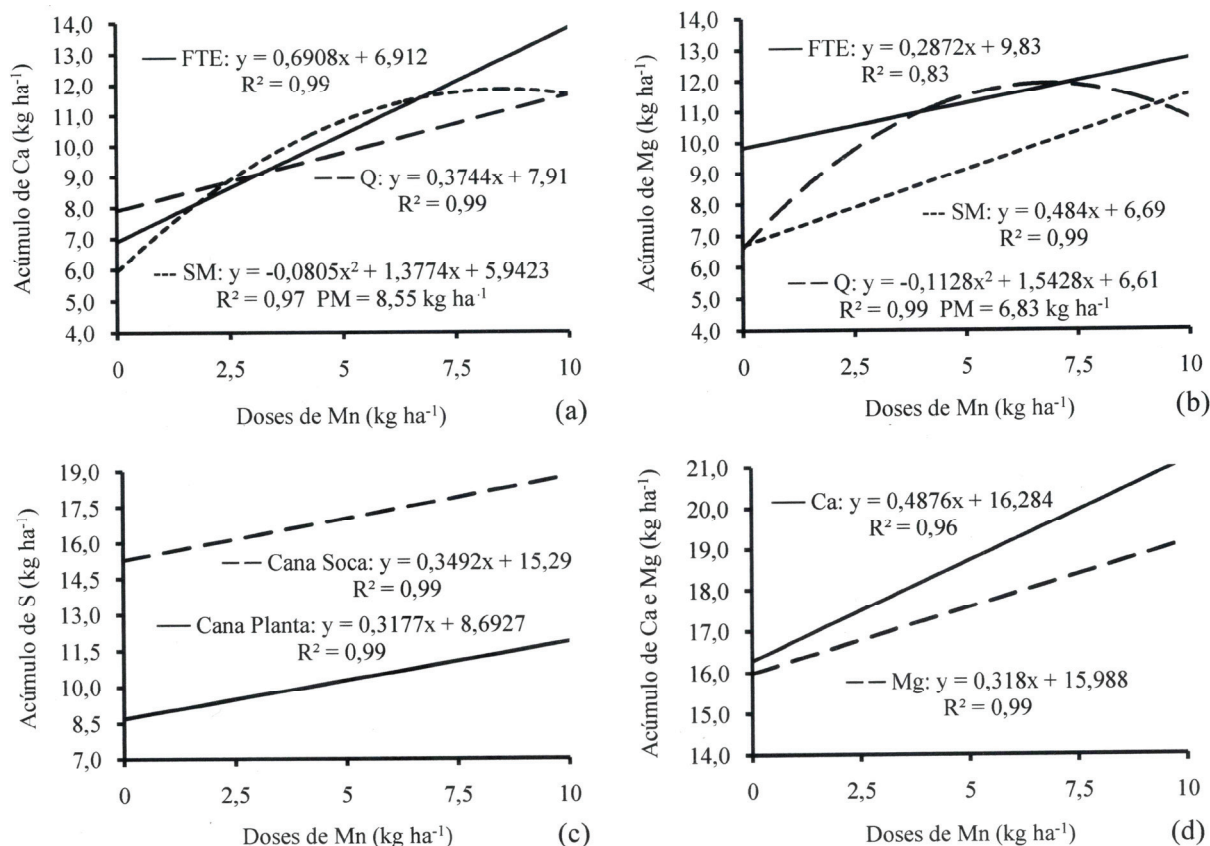 14,0
13,0
12,0
11,0
10,0
9,0
8,0
7,0
6,0
5,0
4,0
Acúmulo de Ca (kg ha⁻¹)
FTE: y = 0,6908x + 6,912
R² = 0,99
Q: y = 0,3744x + 7,91
R² = 0,99
SM: y = -0,0805x² + 1,3774x + 5,9423
R² = 0,97 PM = 8,55 kg ha⁻¹
0 2,5 5 7,5 10
Doses de Mn (kg ha⁻¹) (a)
14,0
13,0
12,0
11,0
10,0
9,0
8,0
7,0
6,0
5,0
4,0
Acúmulo de Mg (kg ha⁻¹)
FTE: y = 0,2872x + 9,83
R² = 0,83
SM: y = 0,484x + 6,69
R² = 0,99
Q: y = -0,1128x² + 1,5428x + 6,61
R² = 0,99 PM = 6,83 kg ha⁻¹
0 2,5 5 7,5 10
Doses de Mn (kg ha⁻¹) (b)
19,0
17,5
16,0
14,5
13,0
11,5
10,0
8,5
7,0
Acúmulo de S (kg ha⁻¹)
Cana Soca: y = 0,3492x + 15,29
R² = 0,99
Cana Planta: y = 0,3177x + 8,6927
R² = 0,99
0 2,5 5 7,5 10
Doses de Mn (kg ha⁻¹) (c)
21,0
20,0
19,0
18,0
17,0
16,0
15,0
14,0
Acúmulo de Ca e Mg (kg ha⁻¹)
Ca: y = 0,4876x + 16,284
R² = 0,96
Mg: y = 0,318x + 15,988
R² = 0,99
0 2,5 5 7,5 10
Doses de Mn (kg ha⁻¹) (d)